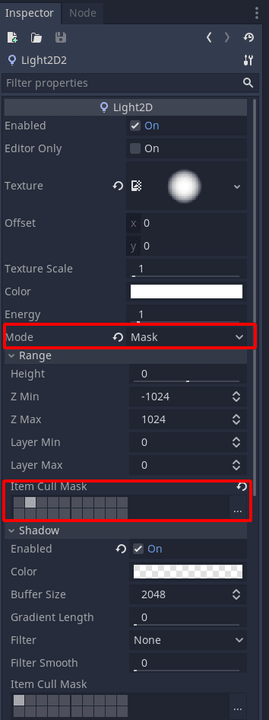 Inspector Node
Light2D2
Filter properties
Light2D
Enabled On
Editor Only On
Texture
Offset x 0
y 0
Texture Scale 1
Color
Energy 1
Mode Mask
Range
Height 0
Z Min -1024
Z Max 1024
Layer Min 0
Layer Max 0
Item Cull Mask
...
Shadow
Enabled On
Color
Buffer Size 2048
Gradient Length 0
Filter None
Filter Smooth 0
Item Cull Mask
...